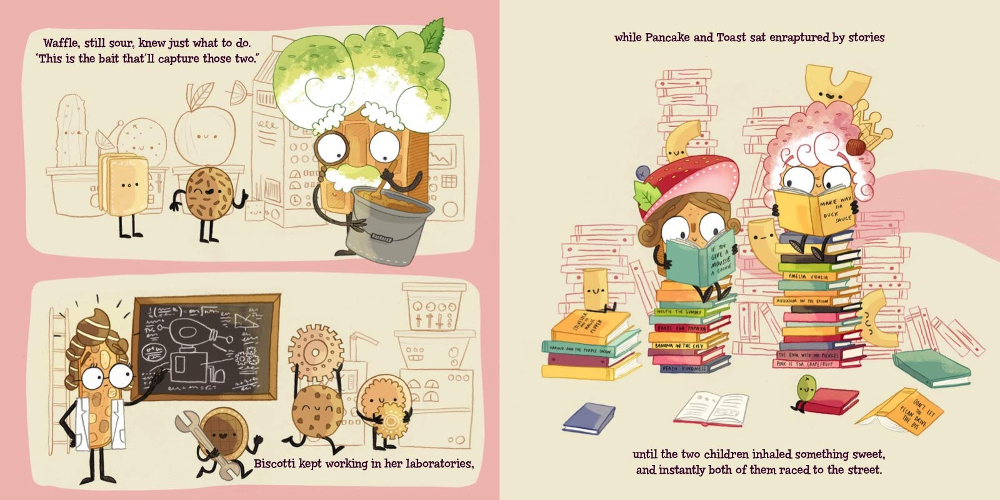 Waffle, still sour, knew just what to do.
"This is the bait that'll capture those two."
Biscotti kept working in her laboratories,
while Pancake and Toast sat enraptured by stories
MAKE WAY
FOR
DUCK
SAUCE
IF YOU
GIVE A
MOUSSE
A COOKIE
AMELIA VIDALIA
MUSHROOM ON THE BROOM
THE BOOK WITH NO PICKLES
PINK IS FOR GRAPEFRUIT
WOLFIE THE GUMMY
BOATS FOR PAPAYA
BANANA IN THE CITY
PEACH KINDNESS
SYLVESTER
AND THE
MAGIC
PEPPER
HAROLD AND THE PURPLE ONION
DON'T LET
THE
PECAN DRIVE
THE BUS
until the two children inhaled something sweet,
and instantly both of them raced to the street.